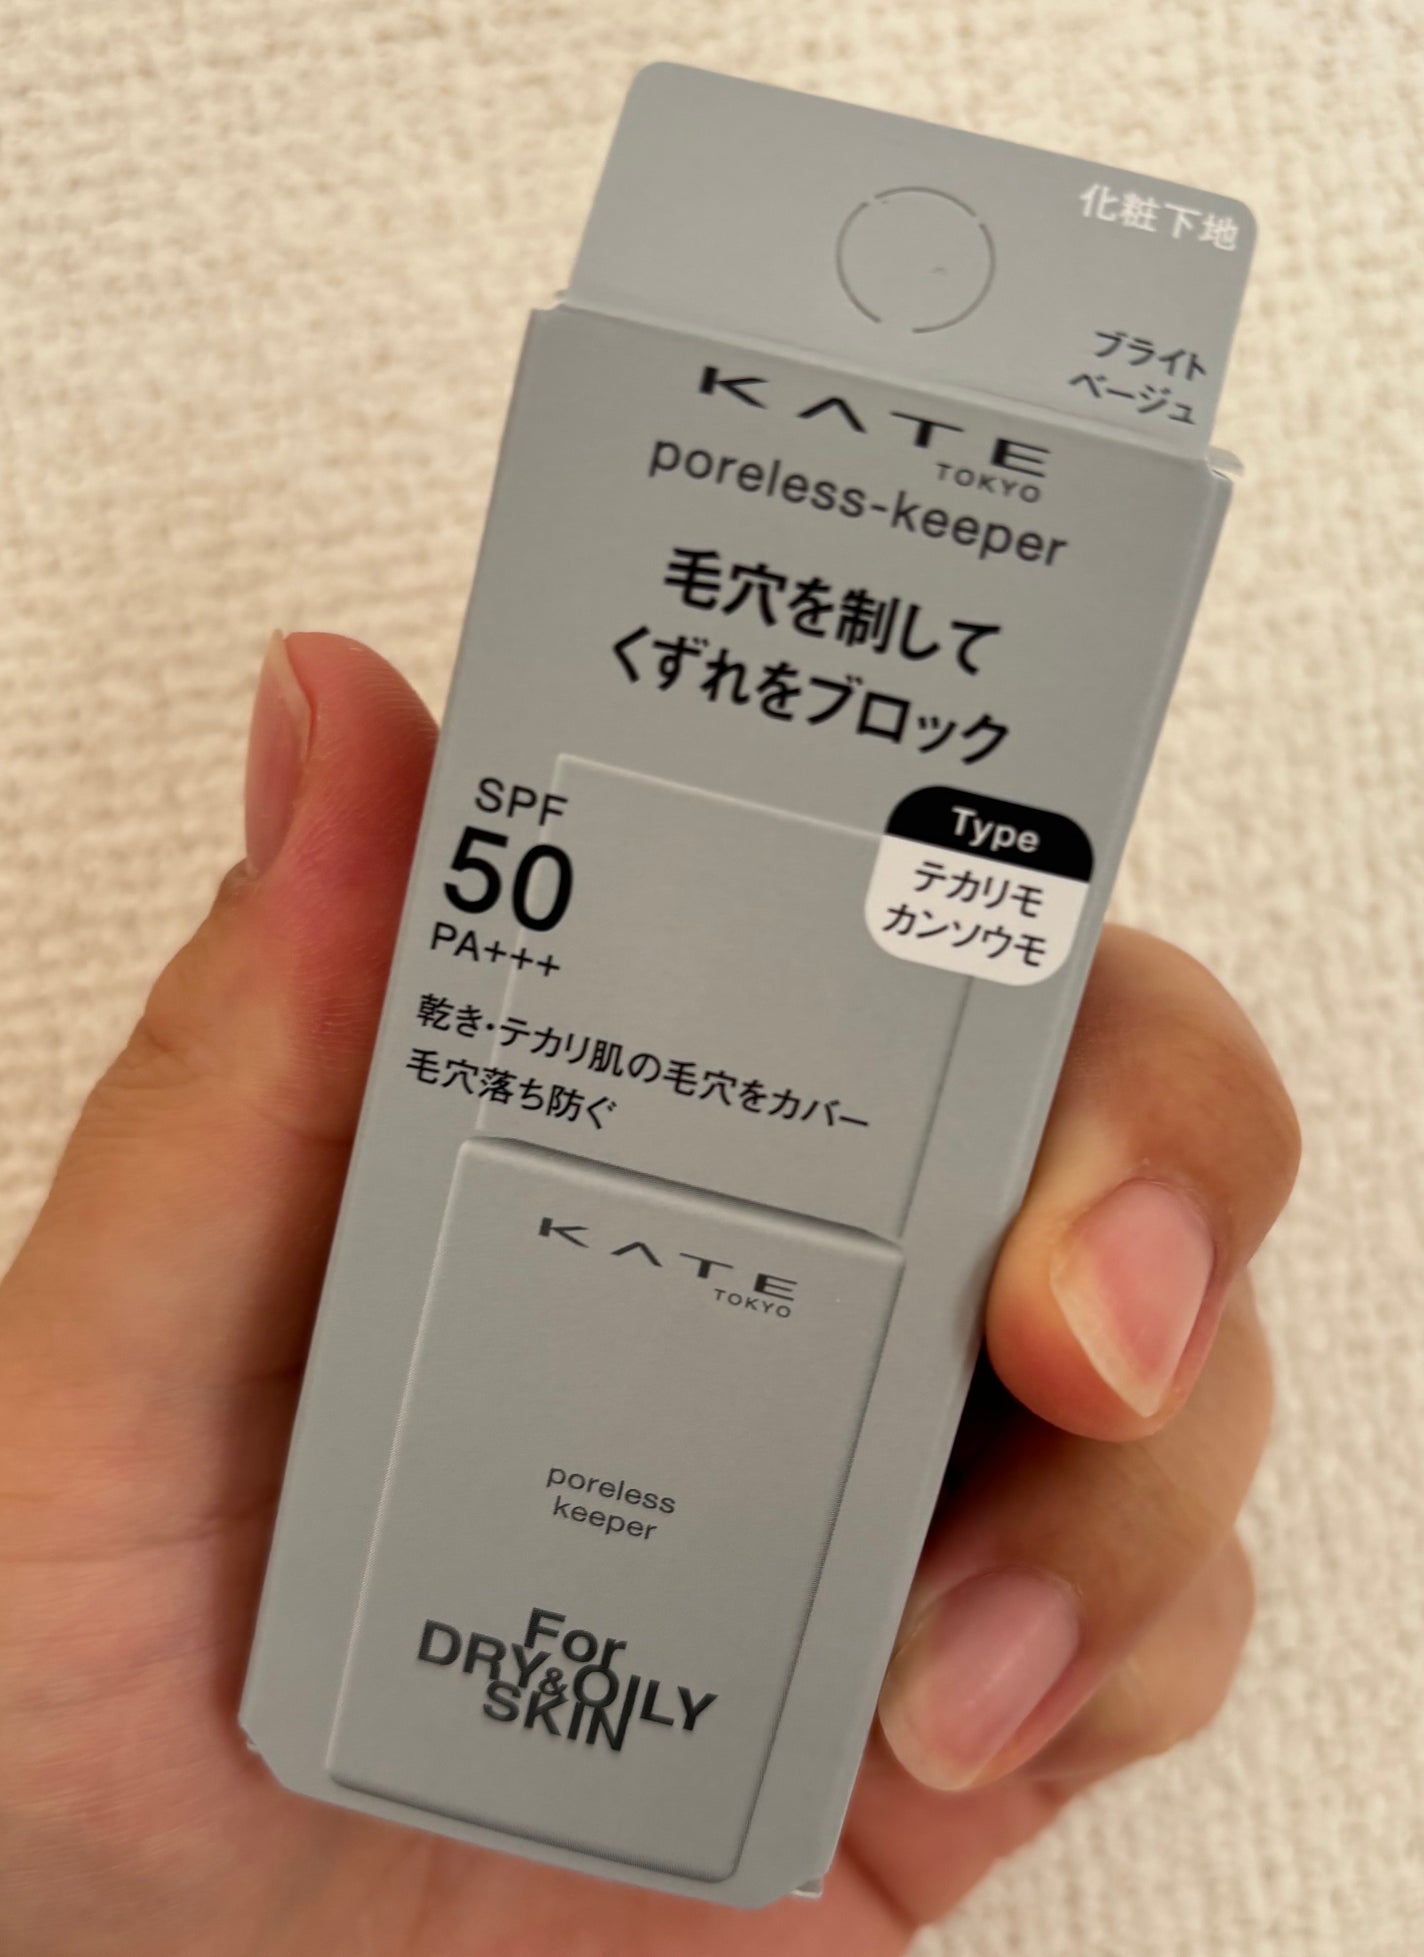 化粧下地
ブライト
ベージュ
KATE
TOKYO
poreless-keeper
毛穴を制して
くずれをブロック
SPF
50
PA+++
Type
テカリモ
カンソウモ
乾き・テカリ肌の毛穴をカバー
毛穴落ち防ぐ
KATE
TOKYO
poreless
keeper
For
DRY&OILY
SKIN